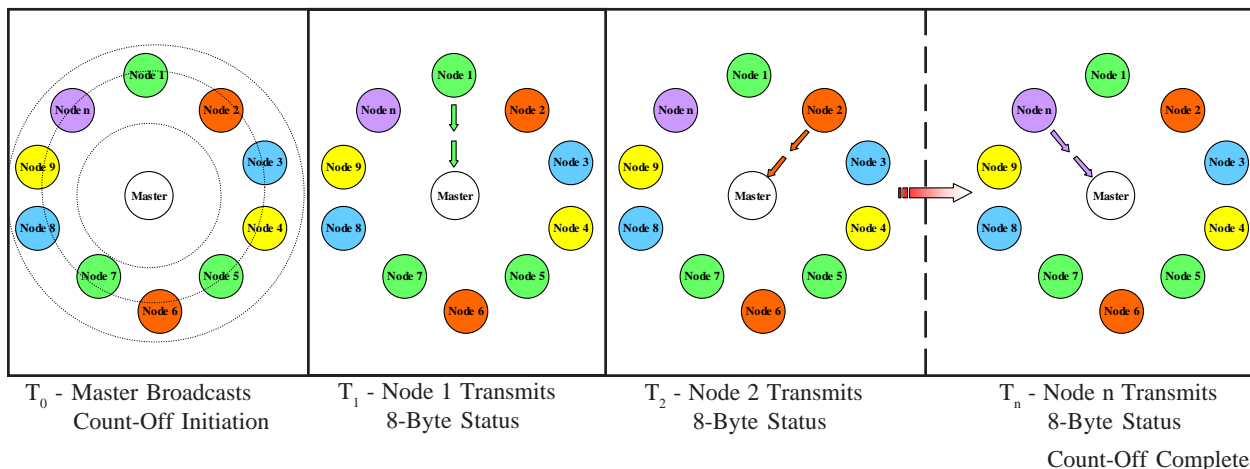 Node 1
Node n
Node 2
Node 3
Node 9
Master
Node 8
Node 4
Node 7
Node 5
Node 6
T0 - Master Broadcasts
Count-Off Initiation
Node 1
Node n
Node 2
Node 3
Node 9
Master
Node 8
Node 4
Node 7
Node 5
Node 6
T1 - Node 1 Transmits
8-Byte Status
Node 1
Node n
Node 2
Node 3
Node 9
Master
Node 8
Node 4
Node 7
Node 5
Node 6
T2 - Node 2 Transmits
8-Byte Status
Node 1
Node n
Node 2
Node 3
Node 9
Master
Node 8
Node 4
Node 7
Node 5
Node 6
Tn - Node n Transmits
8-Byte Status
Count-Off Complete